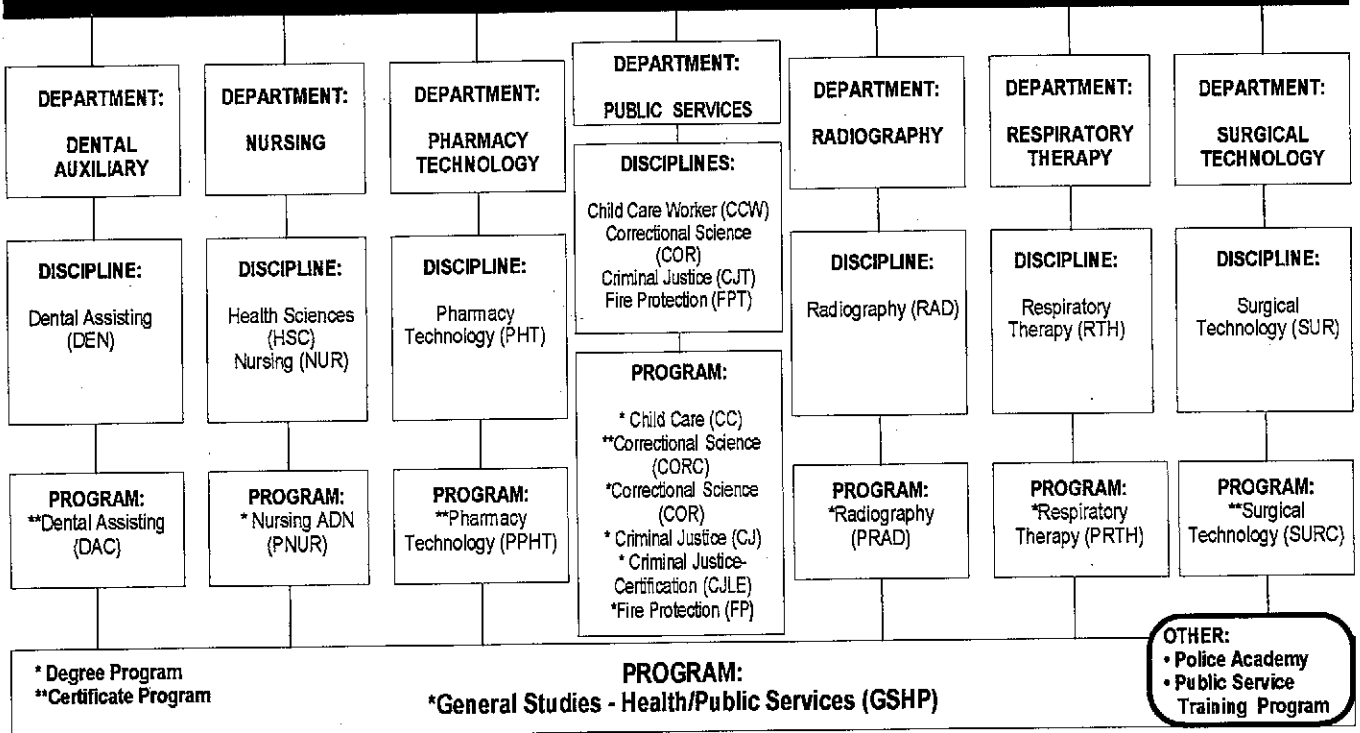 DEPARTMENT:
DENTAL
AUXILIARY
DISCIPLINE:
Dental Assisting
(DEN)
PROGRAM:
**Dental Assisting
(DAC)
DEPARTMENT:
NURSING
DISCIPLINE:
Health Sciences
(HSC)
Nursing (NUR)
PROGRAM:
* Nursing ADN
(PNUR)
DEPARTMENT:
PHARMACY
TECHNOLOGY
DISCIPLINE:
Pharmacy
Technology (PHT)
PROGRAM:
**Pharmacy
Technology (PPHT)
DEPARTMENT:
PUBLIC SERVICES
DISCIPLINES:
Child Care Worker (CCW)
Correctional Science
(COR)
Criminal Justice (CJT)
Fire Protection (FPT)
PROGRAM:
* Child Care (CC)
**Correctional Science
(CORC)
*Correctional Science
(COR)
* Criminal Justice (CJ)
* Criminal Justice-
Certification (CJLE)
*Fire Protection (FP)
DEPARTMENT:
RADIOGRAPHY
DISCIPLINE:
Radiography (RAD)
PROGRAM:
*Radiography
(PRAD)
DEPARTMENT:
RESPIRATORY
THERAPY
DISCIPLINE:
Respiratory
Therapy (RTH)
PROGRAM:
*Respiratory
Therapy (PRTH)
DEPARTMENT:
SURGICAL
TECHNOLOGY
DISCIPLINE:
Surgical
Technology (SUR)
PROGRAM:
**Surgical
Technology (SURC)
* Degree Program
**Certificate Program
PROGRAM:
*General Studies - Health/Public Services (GSHP)
OTHER:
• Police Academy
• Public Service
Training Program